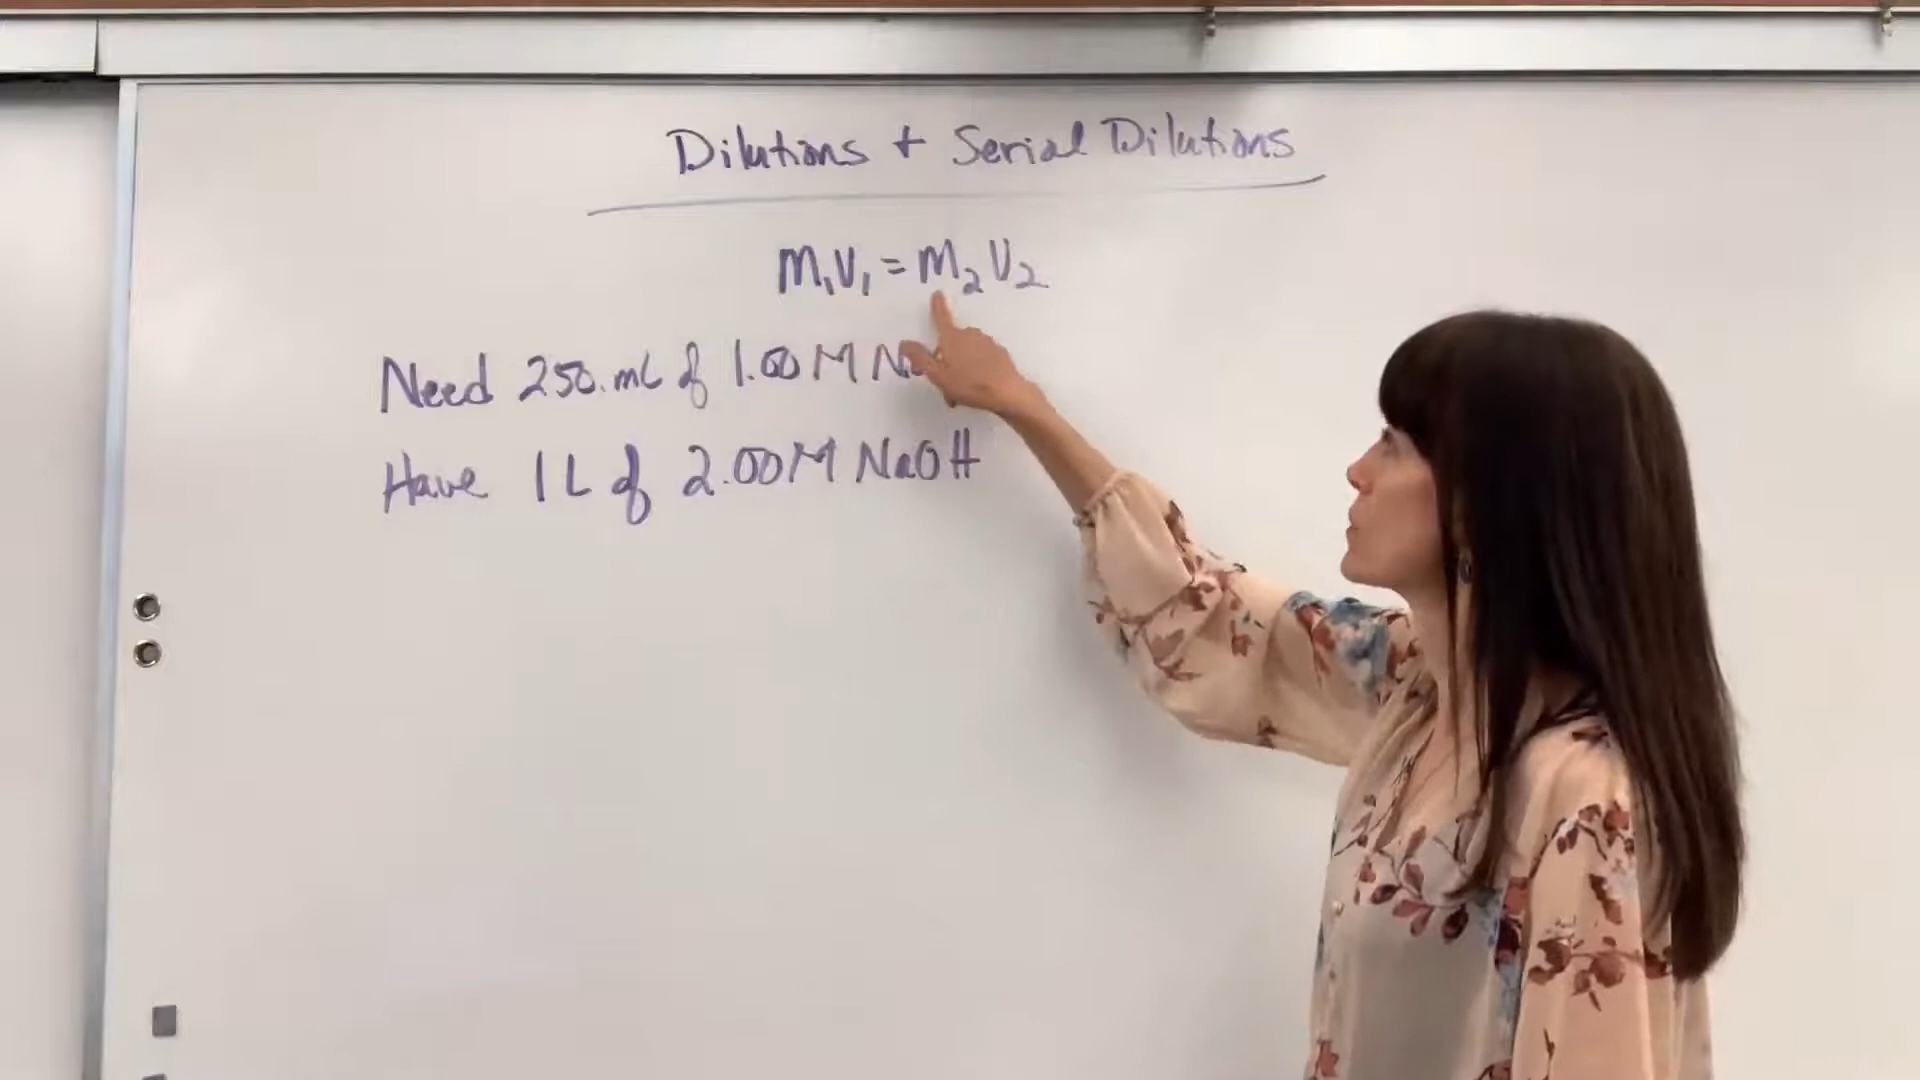 Dilutions + Serial Dilutions
M₁V₁ = M₂V₂
Need 250. mL of 1.00 M Na
Have 1 L of 2.00 M NaOH